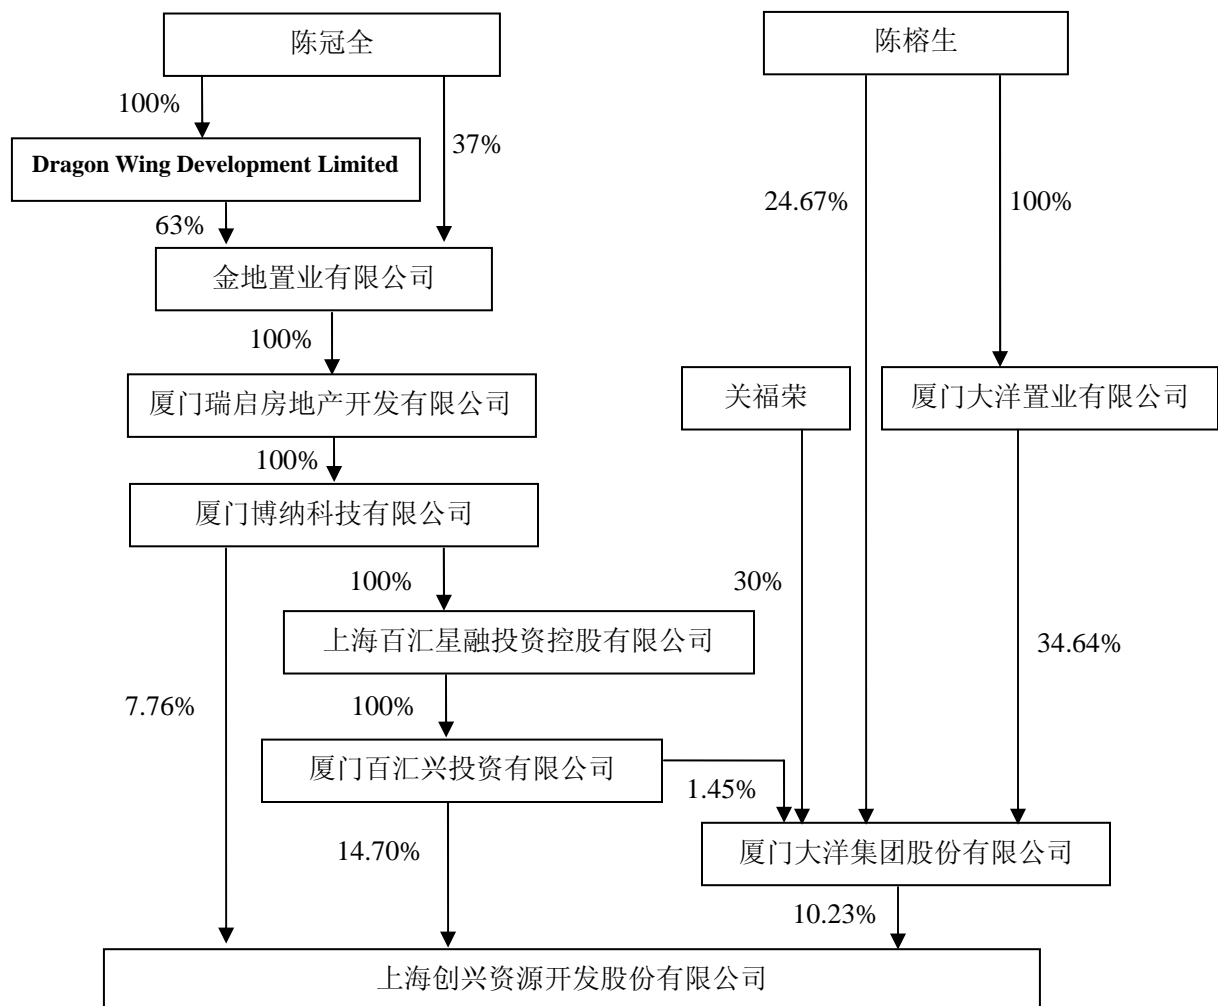 陈冠全
陈榕生
100%
37%
Dragon Wing Development Limited
24.67%
100%
63%
金地置业有限公司
100%
厦门瑞启房地产开发有限公司
关福荣
厦门大洋置业有限公司
100%
厦门博纳科技有限公司
100%
30%
上海百汇星融投资控股有限公司
34.64%
7.76%
100%
厦门百汇兴投资有限公司
1.45%
14.70%
厦门大洋集团股份有限公司
10.23%
上海创兴资源开发股份有限公司